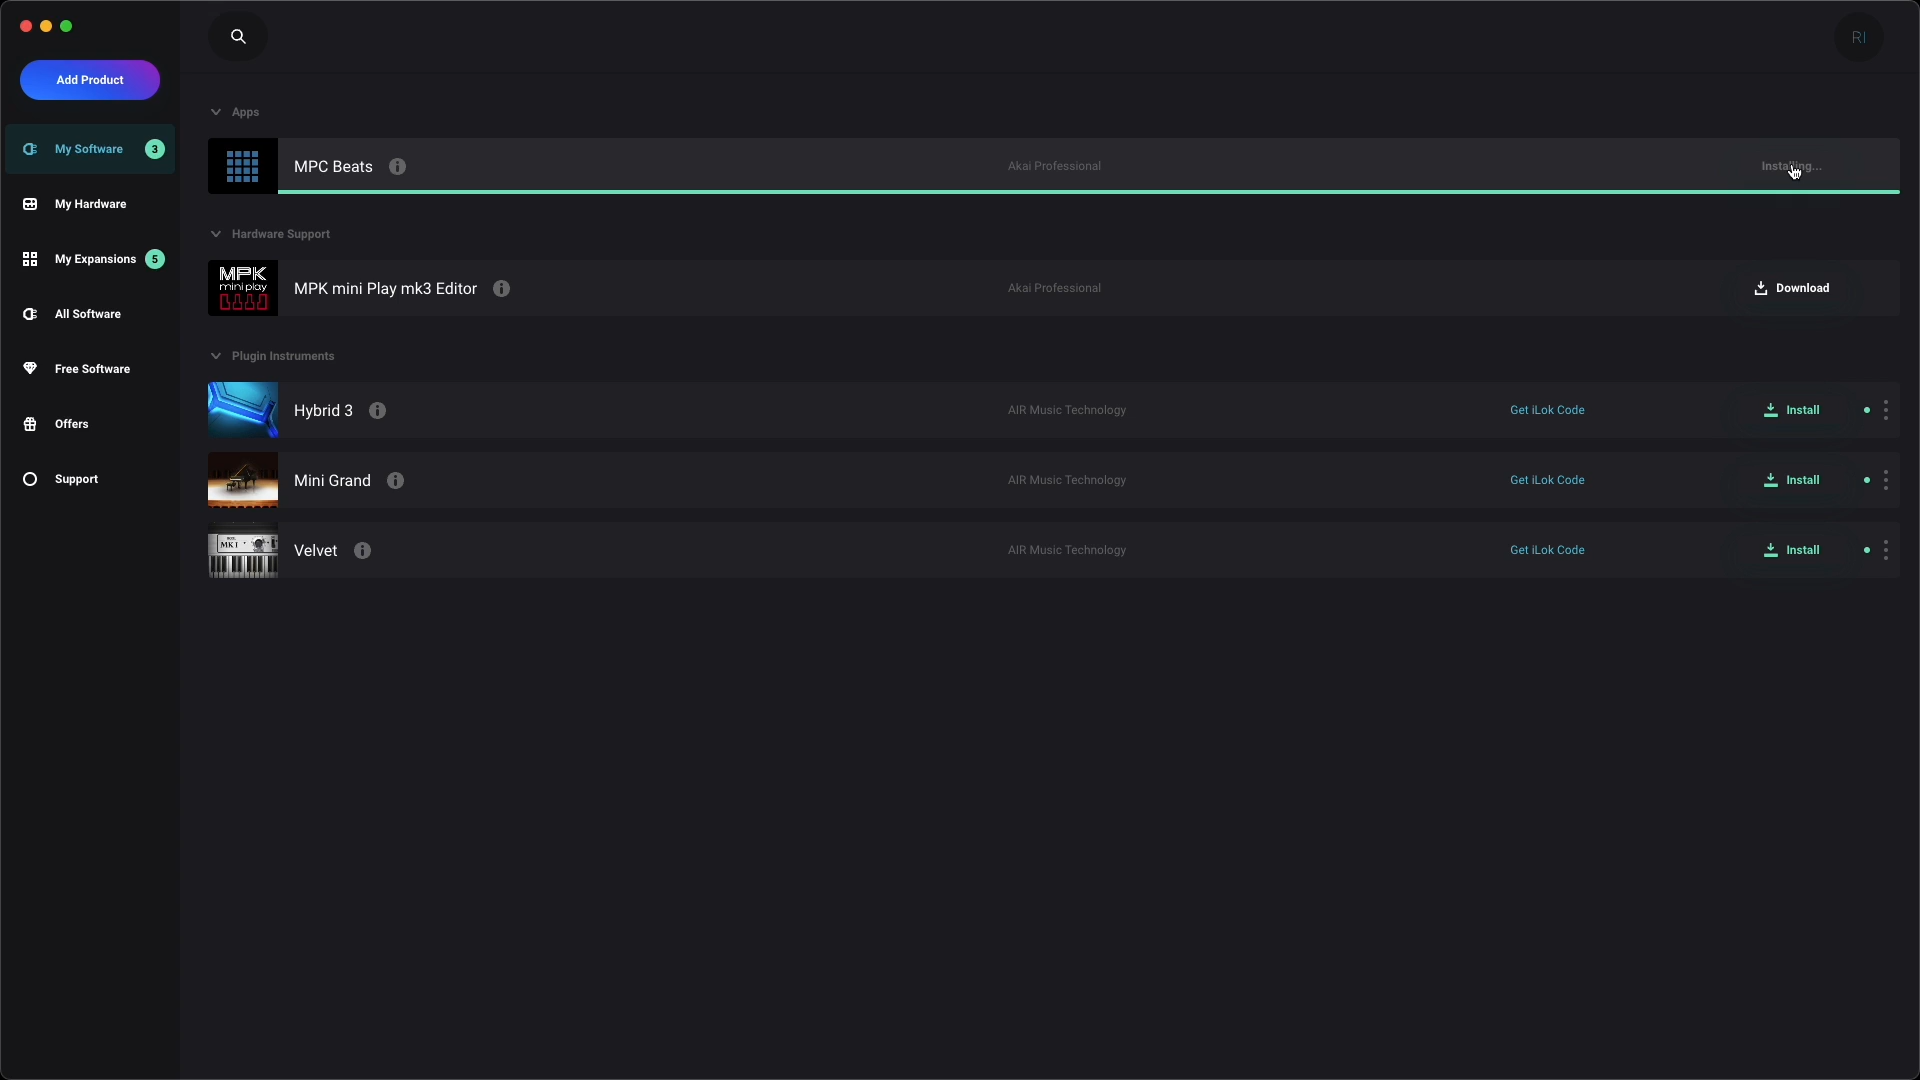 RI
Add Product
My Software 3
My Hardware
My Expansions 5
All Software
Free Software
Offers
Support
Apps
MPC Beats Akai Professional Installing...
Hardware Support
MPK mini play
MPK mini Play mk3 Editor Akai Professional Download
Plugin Instruments
Hybrid 3 AIR Music Technology Get iLok Code Install
Mini Grand AIR Music Technology Get iLok Code Install
MK I
Velvet AIR Music Technology Get iLok Code Install